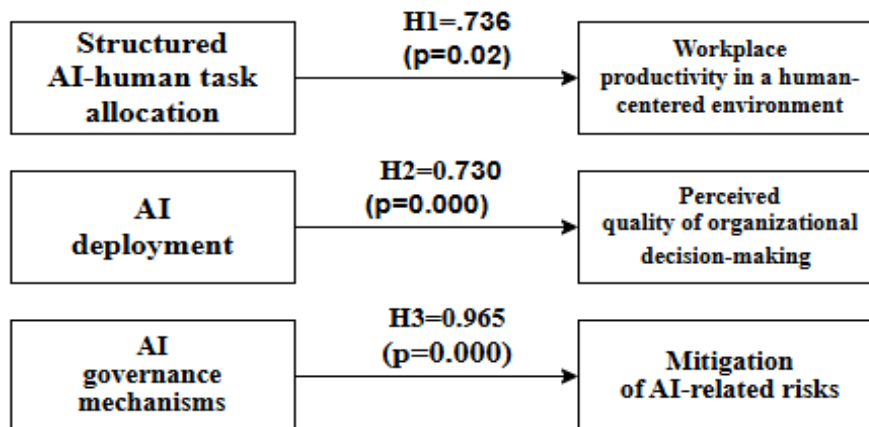 Structured
AI-human task
allocation
H1=.736
(p=0.02)
Workplace
productivity in a human-
centered environment
AI
deployment
H2=0.730
(p=0.000)
Perceived
quality of organizational
decision-making
AI
governance
mechanisms
H3=0.965
(p=0.000)
Mitigation
of AI-related risks